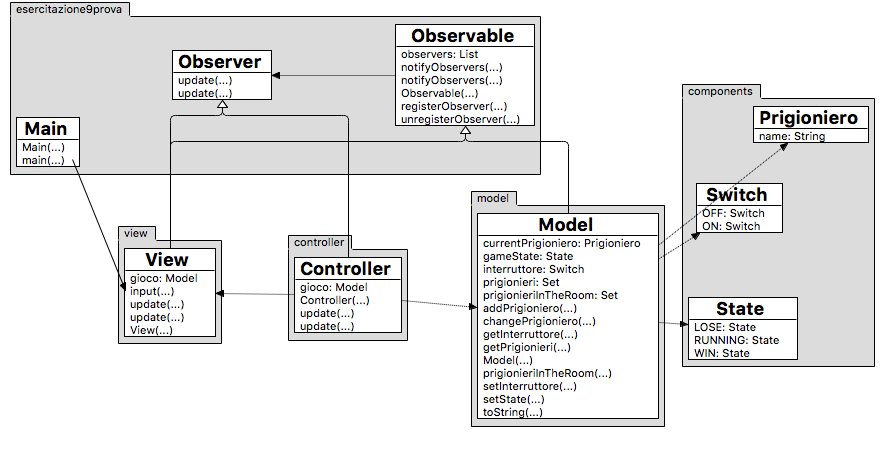 esercitazione9prova
Observer
update(...)
update(...)
Observable
observers: List
notifyObservers(...)
notifyObservers(...)
Observable(...)
registerObserver(...)
unregisterObserver(...)
Main
Main(...)
main(...)
view
View
gioco: Model
input(...)
update(...)
update(...)
View(...)
controller
Controller
gioco: Model
Controller(...)
update(...)
update(...)
model
Model
currentPrigioniero: Prigioniero
gameState: State
interruttore: Switch
prigionieri: Set
prigionieriInTheRoom: Set
addPrigioniero(...)
changePrigioniero(...)
getInterruttore(...)
getPrigionieri(...)
Model(...)
prigionieriInTheRoom(...)
setInterruttore(...)
setState(...)
toString(...)
components
Prigioniero
name: String
Switch
OFF: Switch
ON: Switch
State
LOSE: State
RUNNING: State
WIN: State